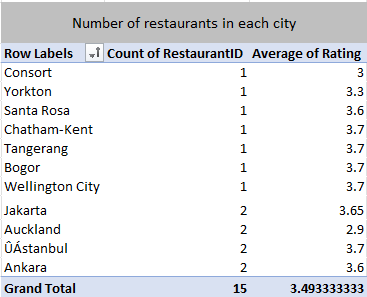 Number of restaurants in each city
Row Labels Count of RestaurantID Average of Rating
Consort 1 3
Yorkton 1 3.3
Santa Rosa 1 3.6
Chatham-Kent 1 3.7
Tangerang 1 3.7
Bogor 1 3.7
Wellington City 1 3.7
Jakarta 2 3.65
Auckland 2 2.9
ÛÁstanbul 2 3.7
Ankara 2 3.6
Grand Total 15 3.493333333